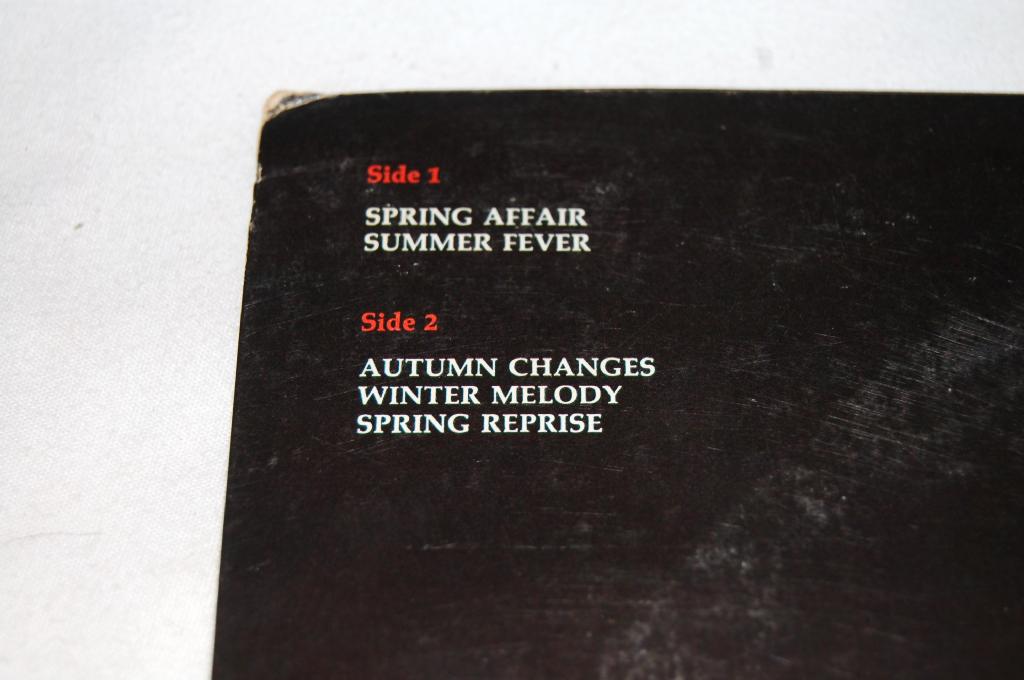 Side 1
SPRING AFFAIR
SUMMER FEVER
Side 2
AUTUMN CHANGES
WINTER MELODY
SPRING REPRISE